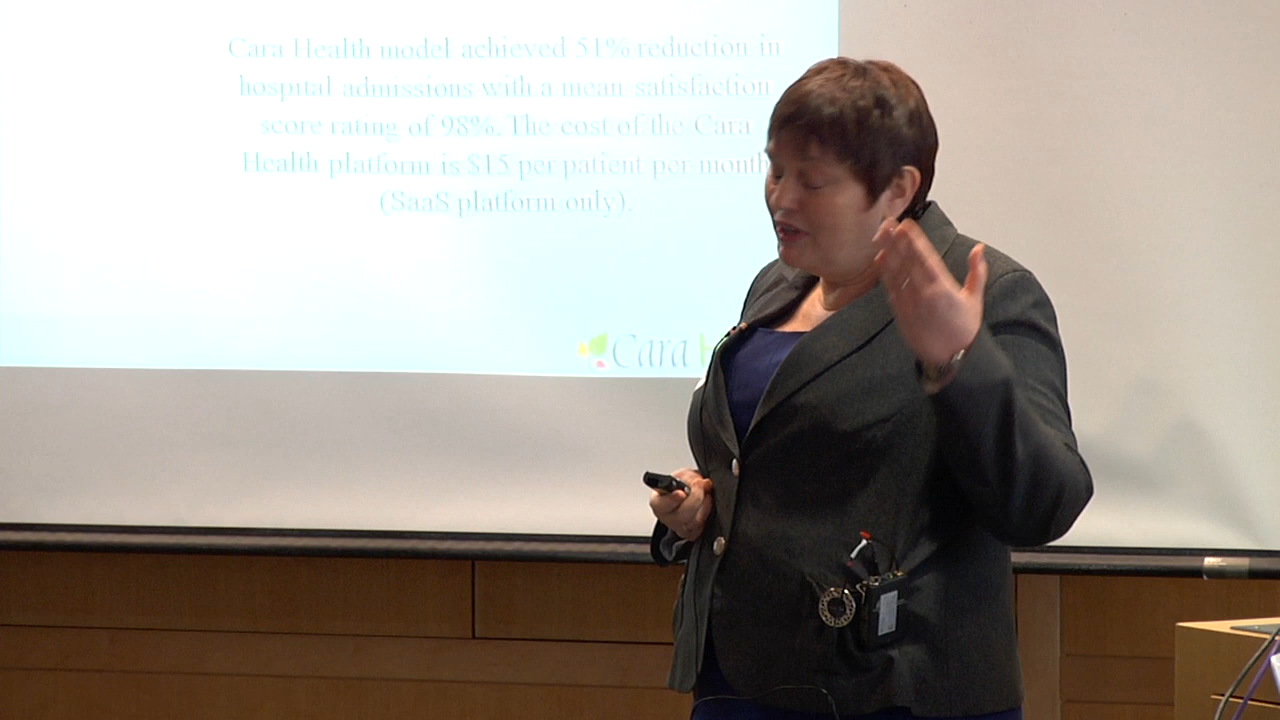 Cara Health model achieved 51% reduction in
hospital admissions with a mean satisfaction
score rating of 98%. The cost of the Cara
Health platform is $15 per patient per month
(SaaS platform only).
Cara H